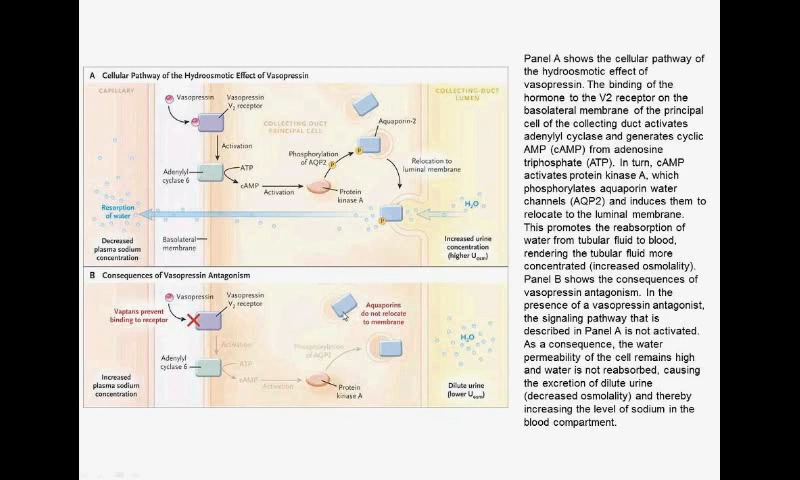 A Cellular Pathway of the Hydroosmotic Effect of Vasopressin
CAPILLARY
Vasopressin
Vasopressin
V2 receptor
COLLECTING DUCT
PRINCIPAL CELL
COLLECTING-DUCT
LUMEN
Aquaporin-2
Activation
Phosphorylation
of AQP2
P
P
Relocation to
luminal membrane
Adenylyl
cyclase 6
ATP
cAMP
Activation
Protein
kinase A
Resorption
of water
P
H2O
Decreased
plasma sodium
concentration
Basolateral
membrane
Increased urine
concentration
(higher Uosm)
B Consequences of Vasopressin Antagonism
Vasopressin
Vasopressin
V2 receptor
Vaptans prevent
binding to receptor
Aquaporins
do not relocate
to membrane
Activation
Phosphorylation
of AQP2
H2O
Adenylyl
cyclase 6
ATP
cAMP
Activation
Protein
kinase A
Increased
plasma sodium
concentration
Dilute urine
(lower Uosm)
Panel A shows the cellular pathway of
the hydroosmotic effect of
vasopressin. The binding of the
hormone to the V2 receptor on the
basolateral membrane of the principal
cell of the collecting duct activates
adenylyl cyclase and generates cyclic
AMP (cAMP) from adenosine
triphosphate (ATP). In turn, cAMP
activates protein kinase A, which
phosphorylates aquaporin water
channels (AQP2) and induces them to
relocate to the luminal membrane.
This promotes the reabsorption of
water from tubular fluid to blood,
rendering the tubular fluid more
concentrated (increased osmolality).
Panel B shows the consequences of
vasopressin antagonism. In the
presence of a vasopressin antagonist,
the signaling pathway that is
described in Panel A is not activated.
As a consequence, the water
permeability of the cell remains high
and water is not reabsorbed, causing
the excretion of dilute urine
(decreased osmolality) and thereby
increasing the level of sodium in the
blood compartment.